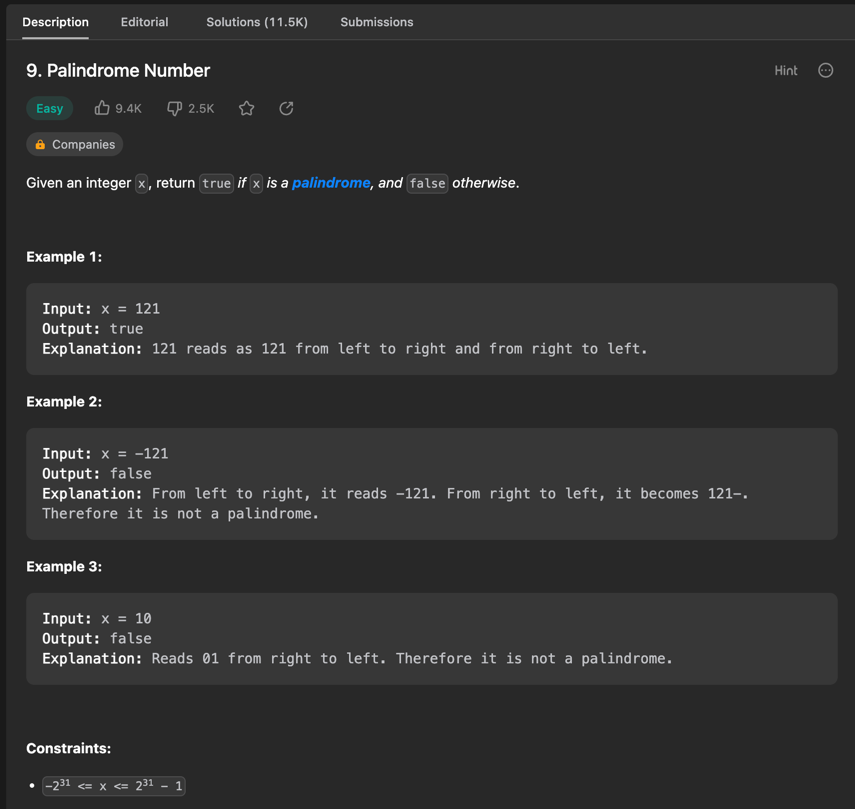 Description Editorial Solutions (11.5K) Submissions
9. Palindrome Number Hint
Easy 9.4K 2.5K
Companies
Given an integer x, return true if x is a palindrome, and false otherwise.
Example 1:
Input: x = 121
Output: true
Explanation: 121 reads as 121 from left to right and from right to left.
Example 2:
Input: x = -121
Output: false
Explanation: From left to right, it reads -121. From right to left, it becomes 121-.
Therefore it is not a palindrome.
Example 3:
Input: x = 10
Output: false
Explanation: Reads 01 from right to left. Therefore it is not a palindrome.
Constraints:
• -2³¹ <= x <= 2³¹ - 1